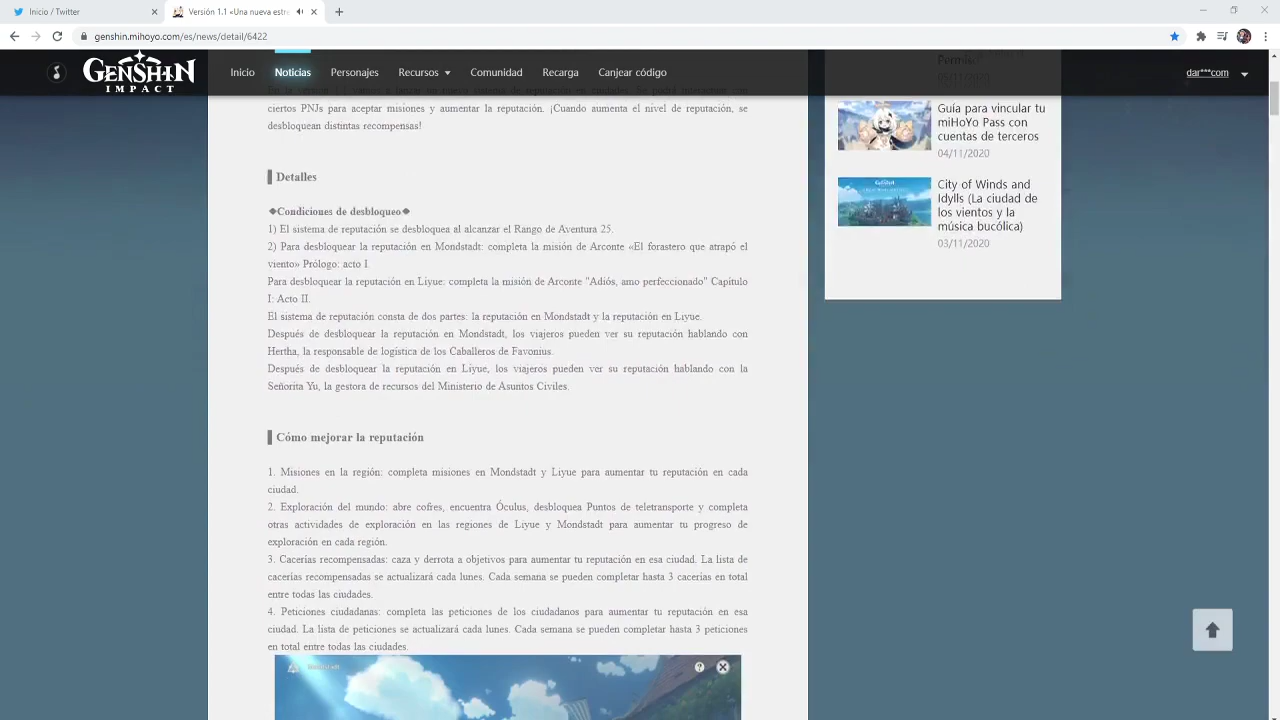 Inicio / Twitter
Versión 1.1 «Una nueva estre
genshin.mihoyo.com/es/news/detail/6422
GENSHIN
IMPACT
Inicio
Noticias
Personajes
Recursos
Comunidad
Recarga
Canjear código
dar***com
ciertos PNJs para aceptar misiones y aumentar la reputación. ¡Cuando aumenta el nivel de reputación, se
desbloquean distintas recompensas!
Detalles
❖Condiciones de desbloqueo❖
1) El sistema de reputación se desbloquea al alcanzar el Rango de Aventura 25.
2) Para desbloquear la reputación en Mondstadt: completa la misión de Arconte «El forastero que atrapó el
viento» Prólogo: acto I.
Para desbloquear la reputación en Liyue: completa la misión de Arconte "Adiós, amo perfeccionado" Capítulo
I: Acto II.
El sistema de reputación consta de dos partes: la reputación en Mondstadt y la reputación en Liyue.
Después de desbloquear la reputación en Mondstadt, los viajeros pueden ver su reputación hablando con
Hertha, la responsable de logística de los Caballeros de Favonius.
Después de desbloquear la reputación en Liyue, los viajeros pueden ver su reputación hablando con la
Señorita Yu, la gestora de recursos del Ministerio de Asuntos Civiles.
Cómo mejorar la reputación
1. Misiones en la región: completa misiones en Mondstadt y Liyue para aumentar tu reputación en cada
ciudad.
2. Exploración del mundo: abre cofres, encuentra Óculus, desbloquea Puntos de teletransporte y completa
otras actividades de exploración en las regiones de Liyue y Mondstadt para aumentar tu progreso de
exploración en cada región.
3. Cacerías recompensadas: caza y derrota a objetivos para aumentar tu reputación en esa ciudad. La lista de
cacerías recompensadas se actualizará cada lunes. Cada semana se pueden completar hasta 3 cacerías en total
entre todas las ciudades.
4. Peticiones ciudadanas: completa las peticiones de los ciudadanos para aumentar tu reputación en esa
ciudad. La lista de peticiones se actualizará cada lunes. Cada semana se pueden completar hasta 3 peticiones
en total entre todas las ciudades.
Permiso
05/11/2020
Guía para vincular tu
miHoYo Pass con
cuentas de terceros
04/11/2020
City of Winds and
Idylls (La ciudad de
los vientos y la
música bucólica)
03/11/2020